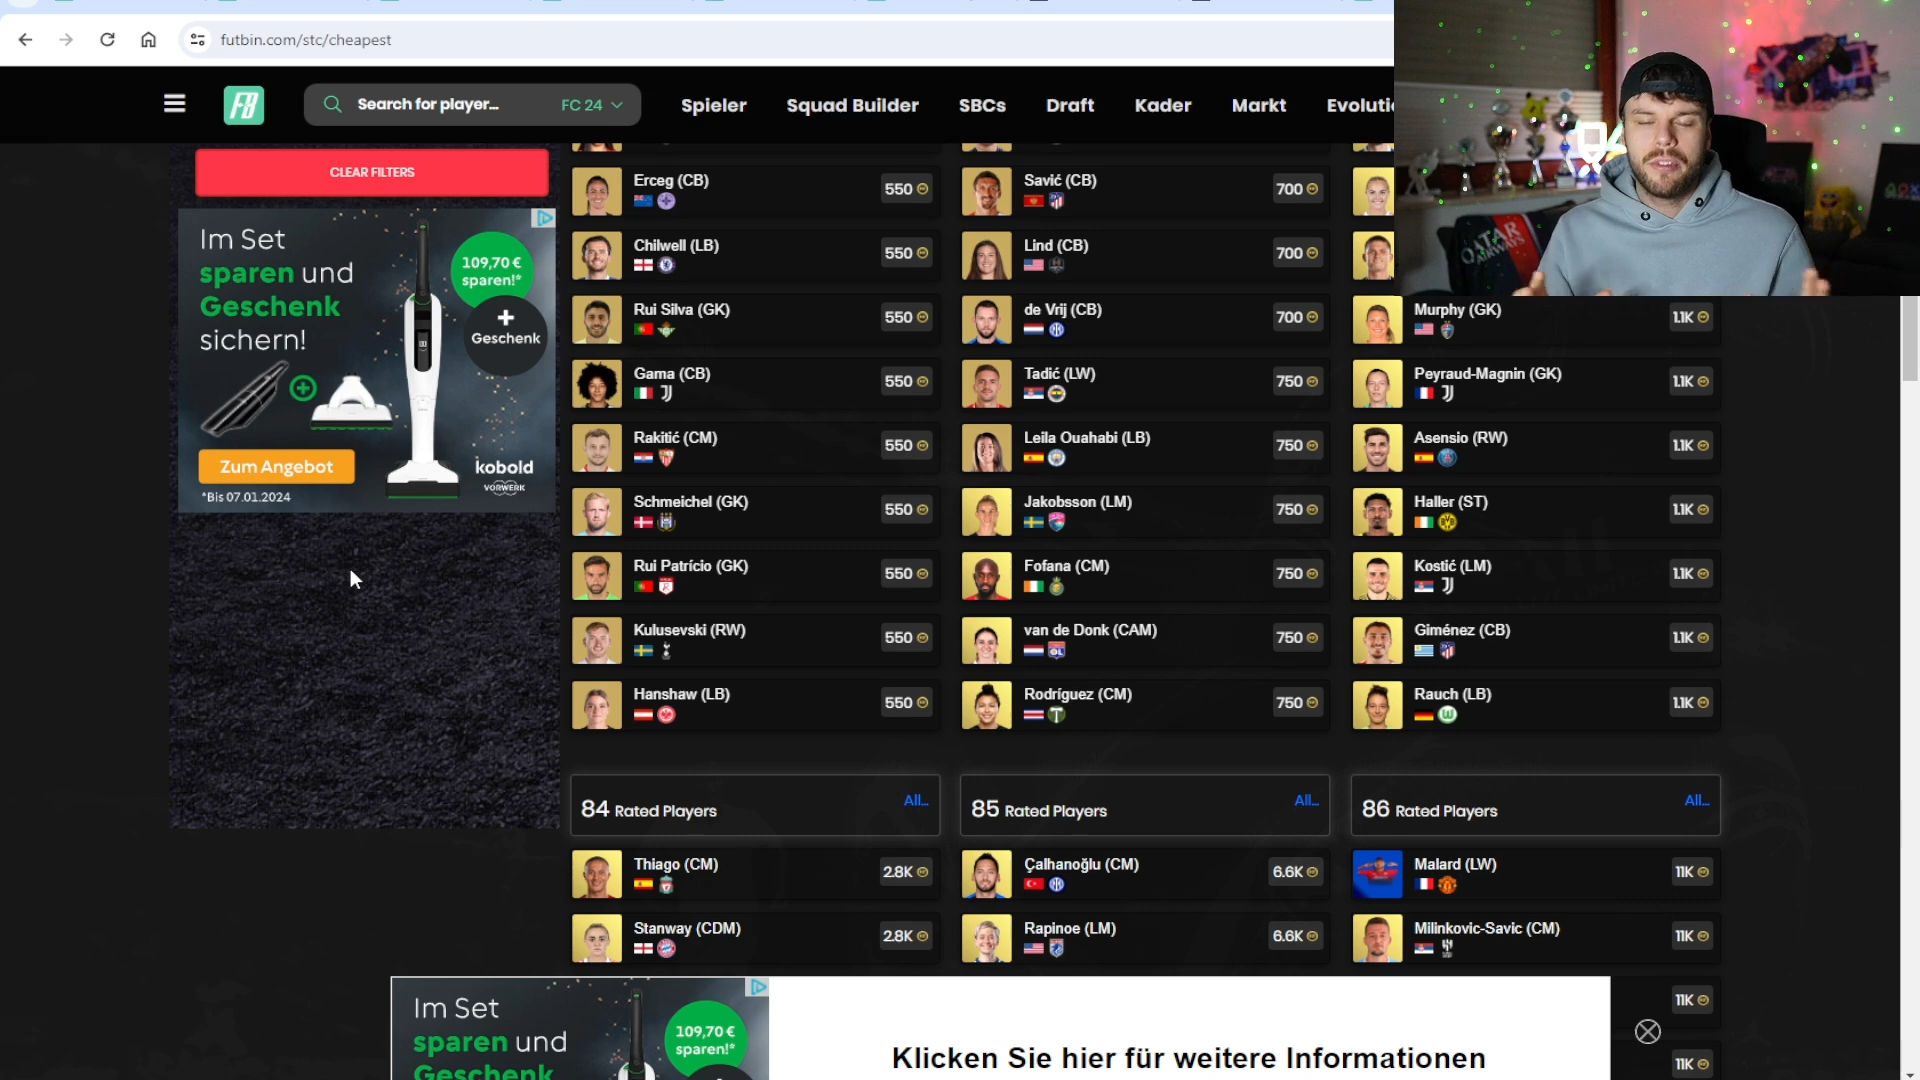 futbin.com/stc/cheapest
Search for player...
FC 24
Spieler
Squad Builder
SBCs
Draft
Kader
Markt
Evoluti
CLEAR FILTERS
Im Set
sparen und
Geschenk
sichern!
109,70 €
sparen!*
+
Geschenk
Zum Angebot
*Bis 07.01.2024
kobold
VORWERK
Erceg (CB)
550
Savić (CB)
700
Chilwell (LB)
550
Lind (CB)
700
QATAR
AIRWAYS
Rui Silva (GK)
550
de Vrij (CB)
700
Murphy (GK)
1.1K
Gama (CB)
550
Tadić (LW)
750
Peyraud-Magnin (GK)
1.1K
Rakitić (CM)
550
Leila Ouahabi (LB)
750
Asensio (RW)
1.1K
Schmeichel (GK)
550
Jakobsson (LM)
750
Haller (ST)
1.1K
Rui Patrício (GK)
550
Fofana (CM)
750
Kostić (LM)
1.1K
Kulusevski (RW)
550
van de Donk (CAM)
750
Giménez (CB)
1.1K
Hanshaw (LB)
550
Rodríguez (CM)
750
Rauch (LB)
1.1K
84 Rated Players
All...
85 Rated Players
All...
86 Rated Players
All...
Thiago (CM)
2.8K
Çalhanoğlu (CM)
6.6K
Malard (LW)
11K
Stanway (CDM)
2.8K
Rapinoe (LM)
6.6K
Milinkovic-Savic (CM)
11K
11K
11K
Im Set
sparen und
Geschenk
109,70 €
sparen!*
Klicken Sie hier für weitere Informationen